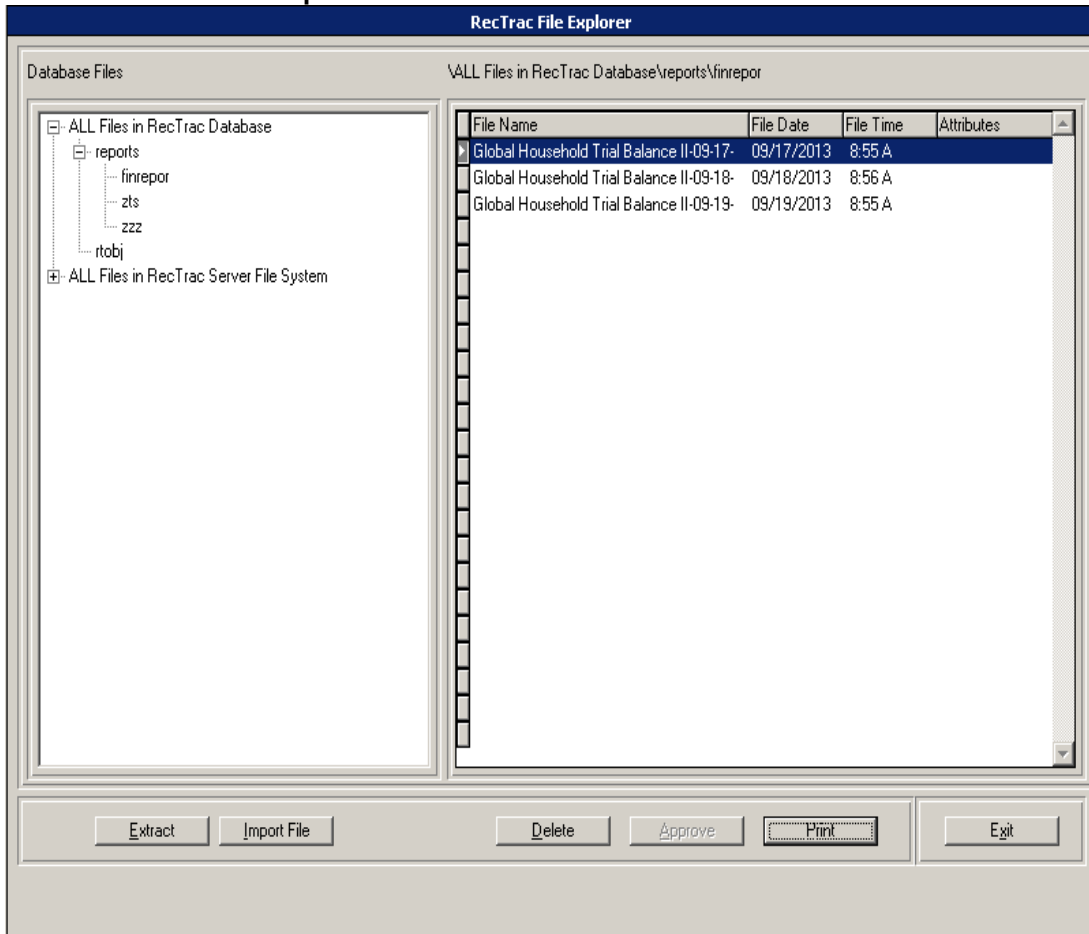 RecTrac File Explorer
Database Files
\ALL Files in RecTrac Database\reports\finrepor
ALL Files in RecTrac Database
reports
finrepor
zts
zzz
rtobj
ALL Files in RecTrac Server File System
File Name File Date File Time Attributes
Global Household Trial Balance II-09-17- 09/17/2013 8:55 A
Global Household Trial Balance II-09-18- 09/18/2013 8:56 A
Global Household Trial Balance II-09-19- 09/19/2013 8:55 A
Extract Import File Delete Approve Print Exit